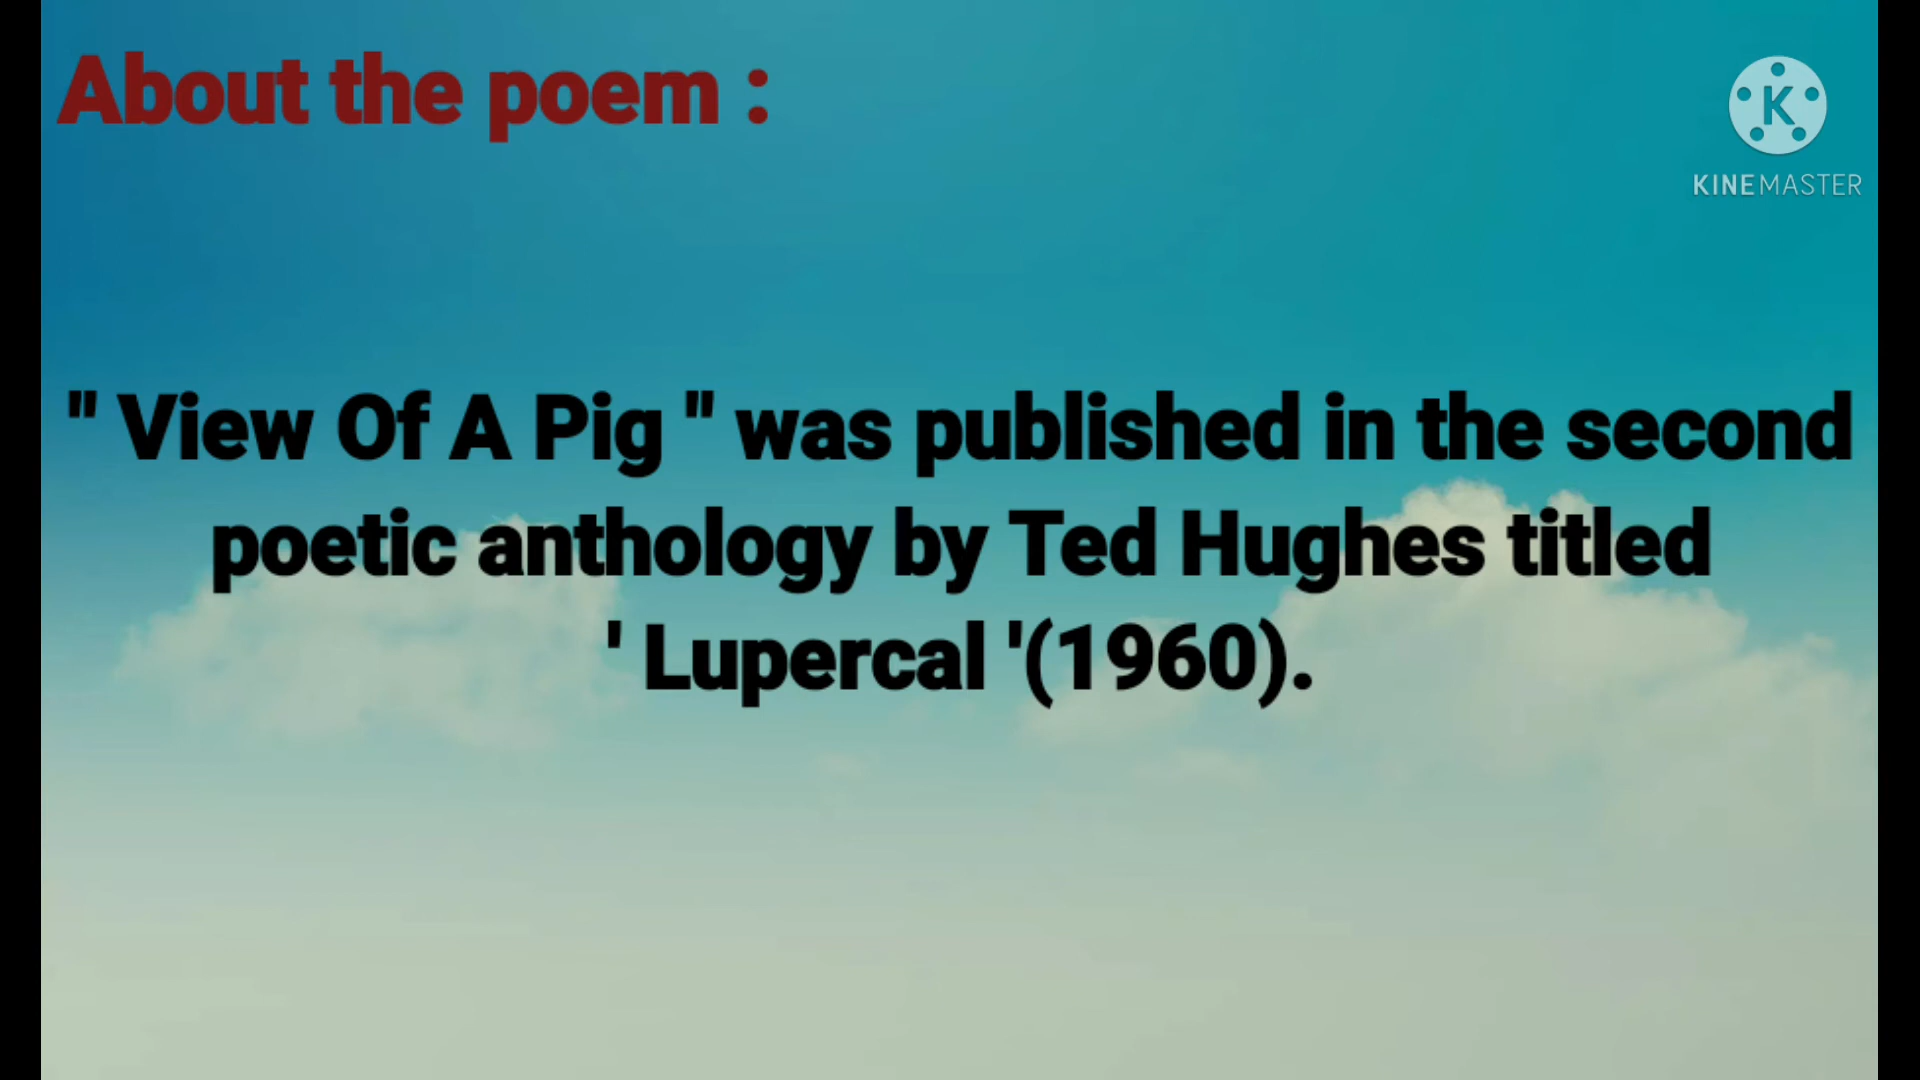 About the poem :
K
KINEMASTER
" View Of A Pig " was published in the second
poetic anthology by Ted Hughes titled
' Lupercal '(1960).